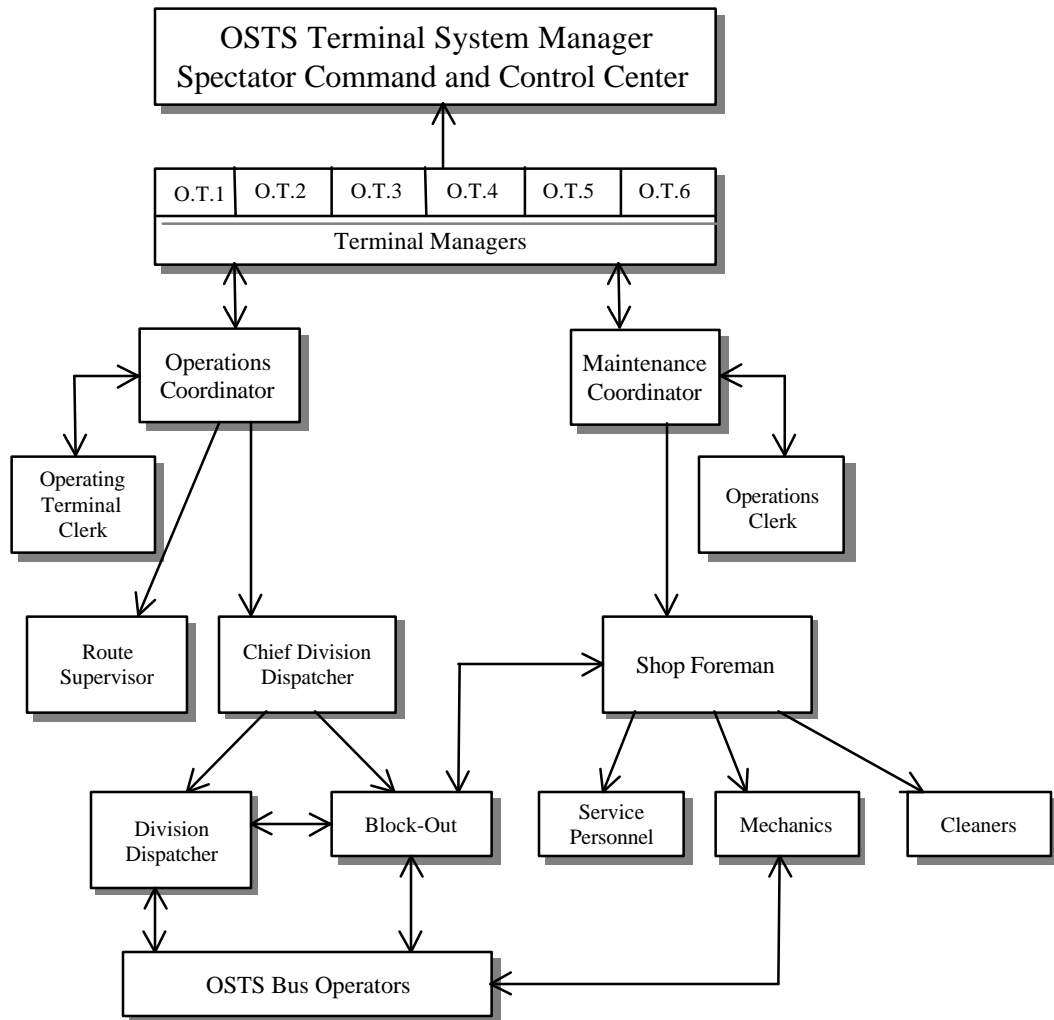 OSTS Terminal System Manager
Spectator Command and Control Center
O.T.1 O.T.2 O.T.3 O.T.4 O.T.5 O.T.6
Terminal Managers
Operations
Coordinator
Maintenance
Coordinator
Operating
Terminal
Clerk
Operations
Clerk
Route
Supervisor
Chief Division
Dispatcher
Shop Foreman
Division
Dispatcher
Block-Out
Service
Personnel
Mechanics
Cleaners
OSTS Bus Operators